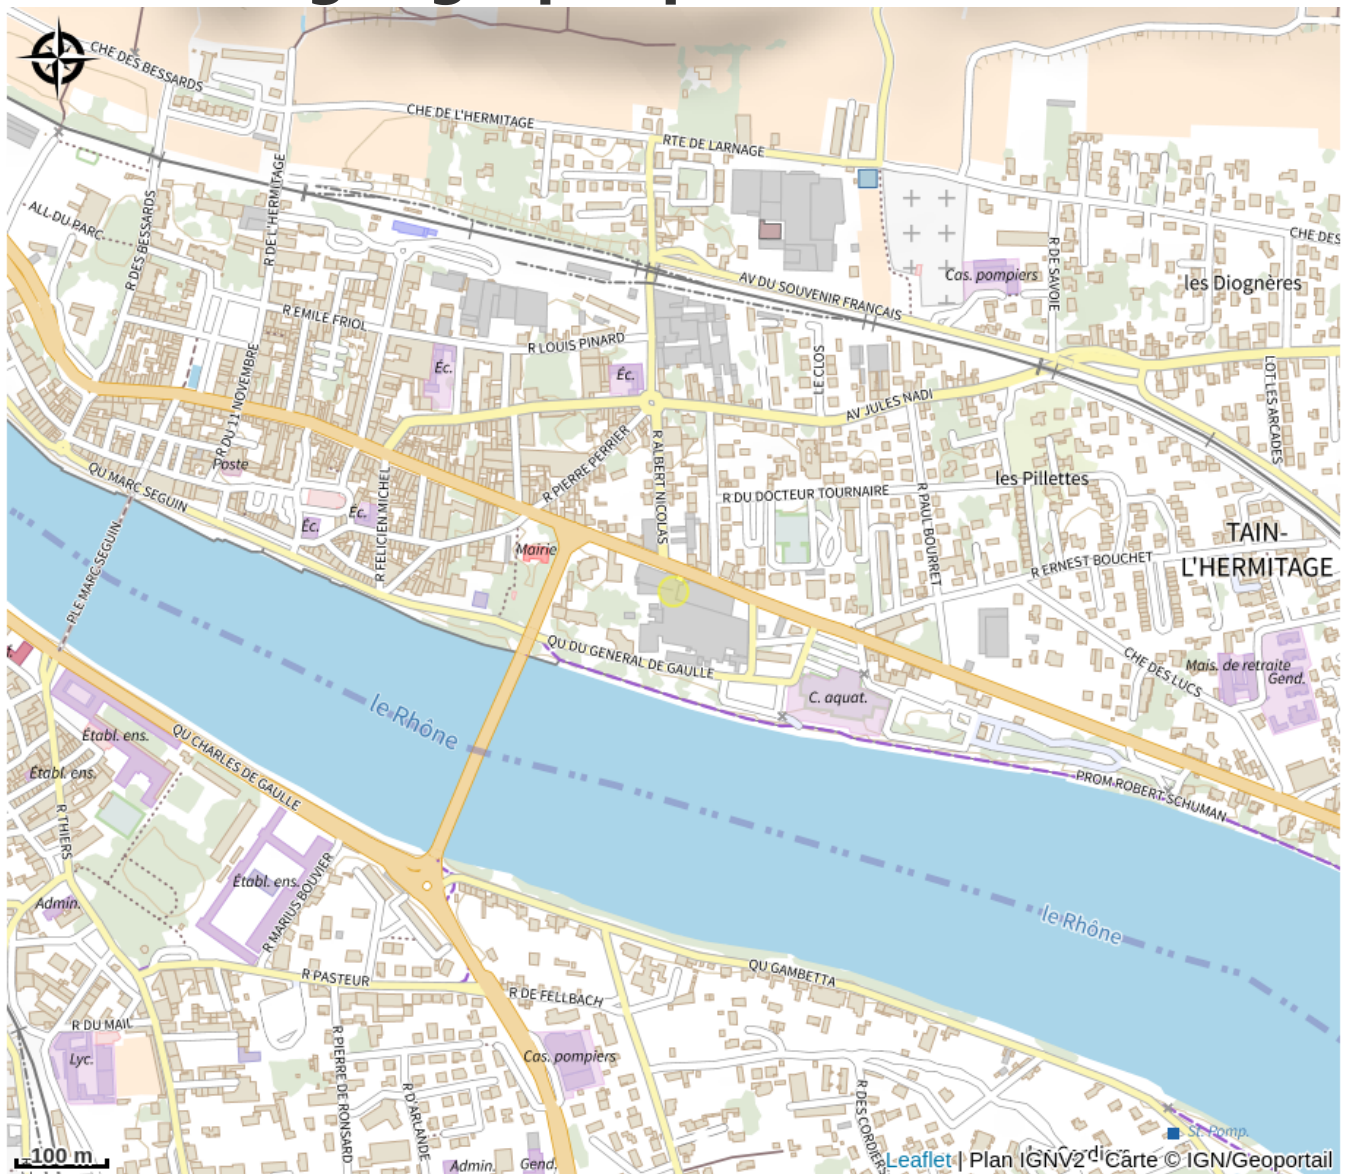 CHE DES BESSARDS
CHE DE L'HERMITAGE
RTE DE LARNAGE
ALL DU PARC
R DES BESSARDS
R DE L'HERMITAGE
CHE DES
R DE SAVOIE
Cas. pompiers
les Diognères
AV DU SOUVENIR FRANCAIS
R EMILE FRIOL
R LOUIS PINARD
Éc.
Éc.
LE CLOS
AV JULES NADI
LOT LES ARCADES
R DU 11 NOVEMBRE
Poste
R PIERRE PERRIER
R ALBERT NICOLAS
les Pillettes
QU MARC SEGUIN
R FELICIEN MICHEL
Éc.
Éc.
R DU DOCTEUR TOURNAIRE
R PAUL BOURRET
TAIN-
L'HERMITAGE
Mairie
R ERNEST BOUCHET
PLE MARC SEGUIN
QU DU GENERAL DE GAULLE
CHE DES LUCS
Mais. de retraite
Gend.
C. aquat.
le Rhône
Établ. ens.
Établ. ens.
QU CHARLES DE GAULLE
PROM ROBERT SCHUMAN
R THIERS
Établ. ens.
R MARIUS BOUVIER
Admin.
le Rhône
R PASTEUR
QU GAMBETTA
R DE FELLBACH
R DU MAIL
Lyc.
R PIERRE DE RONSARD
R D'ARLANDE
Cas. pompiers
R DES CORDIER
St. Pomp.
Admin.
Gend.
100 m
Leaflet | Plan IGNV2 - Carte © IGN/Geoportail